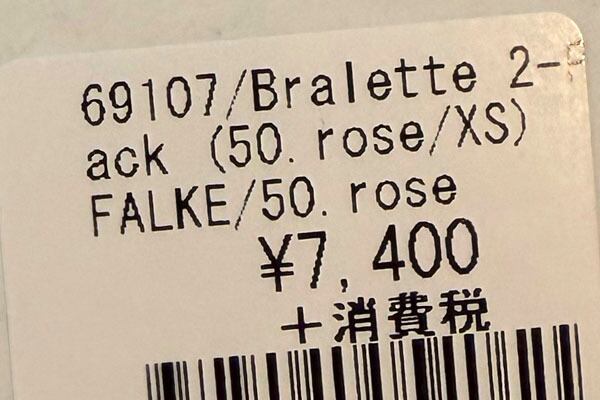 69107/Bralette 2-
ack (50. rose/XS)
FALKE/50. rose
¥7,400
+消費税